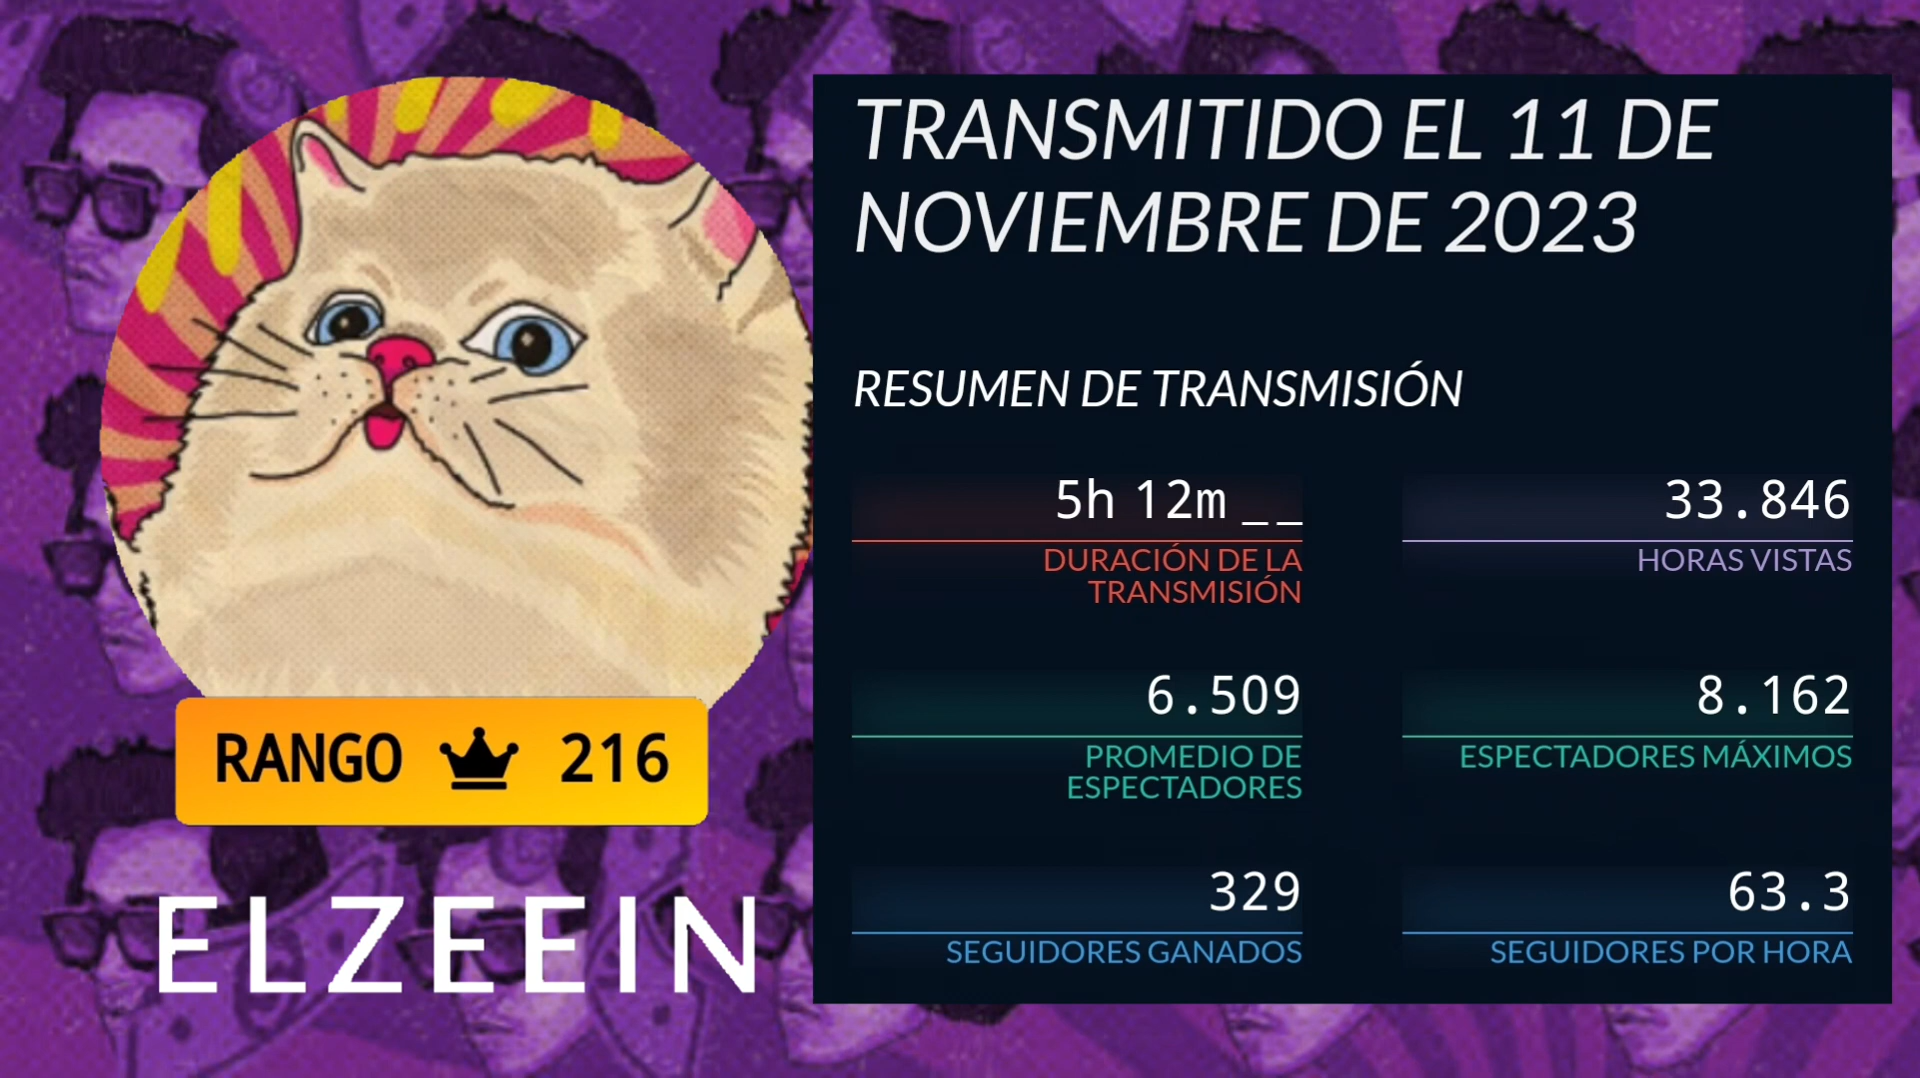 TRANSMITIDO EL 11 DE
NOVIEMBRE DE 2023
RESUMEN DE TRANSMISIÓN
5h 12m _ _
DURACIÓN DE LA
TRANSMISIÓN
33.846
HORAS VISTAS
6.509
PROMEDIO DE
ESPECTADORES
8.162
ESPECTADORES MÁXIMOS
329
SEGUIDORES GANADOS
63.3
SEGUIDORES POR HORA
RANGO 216
ELZEEIN